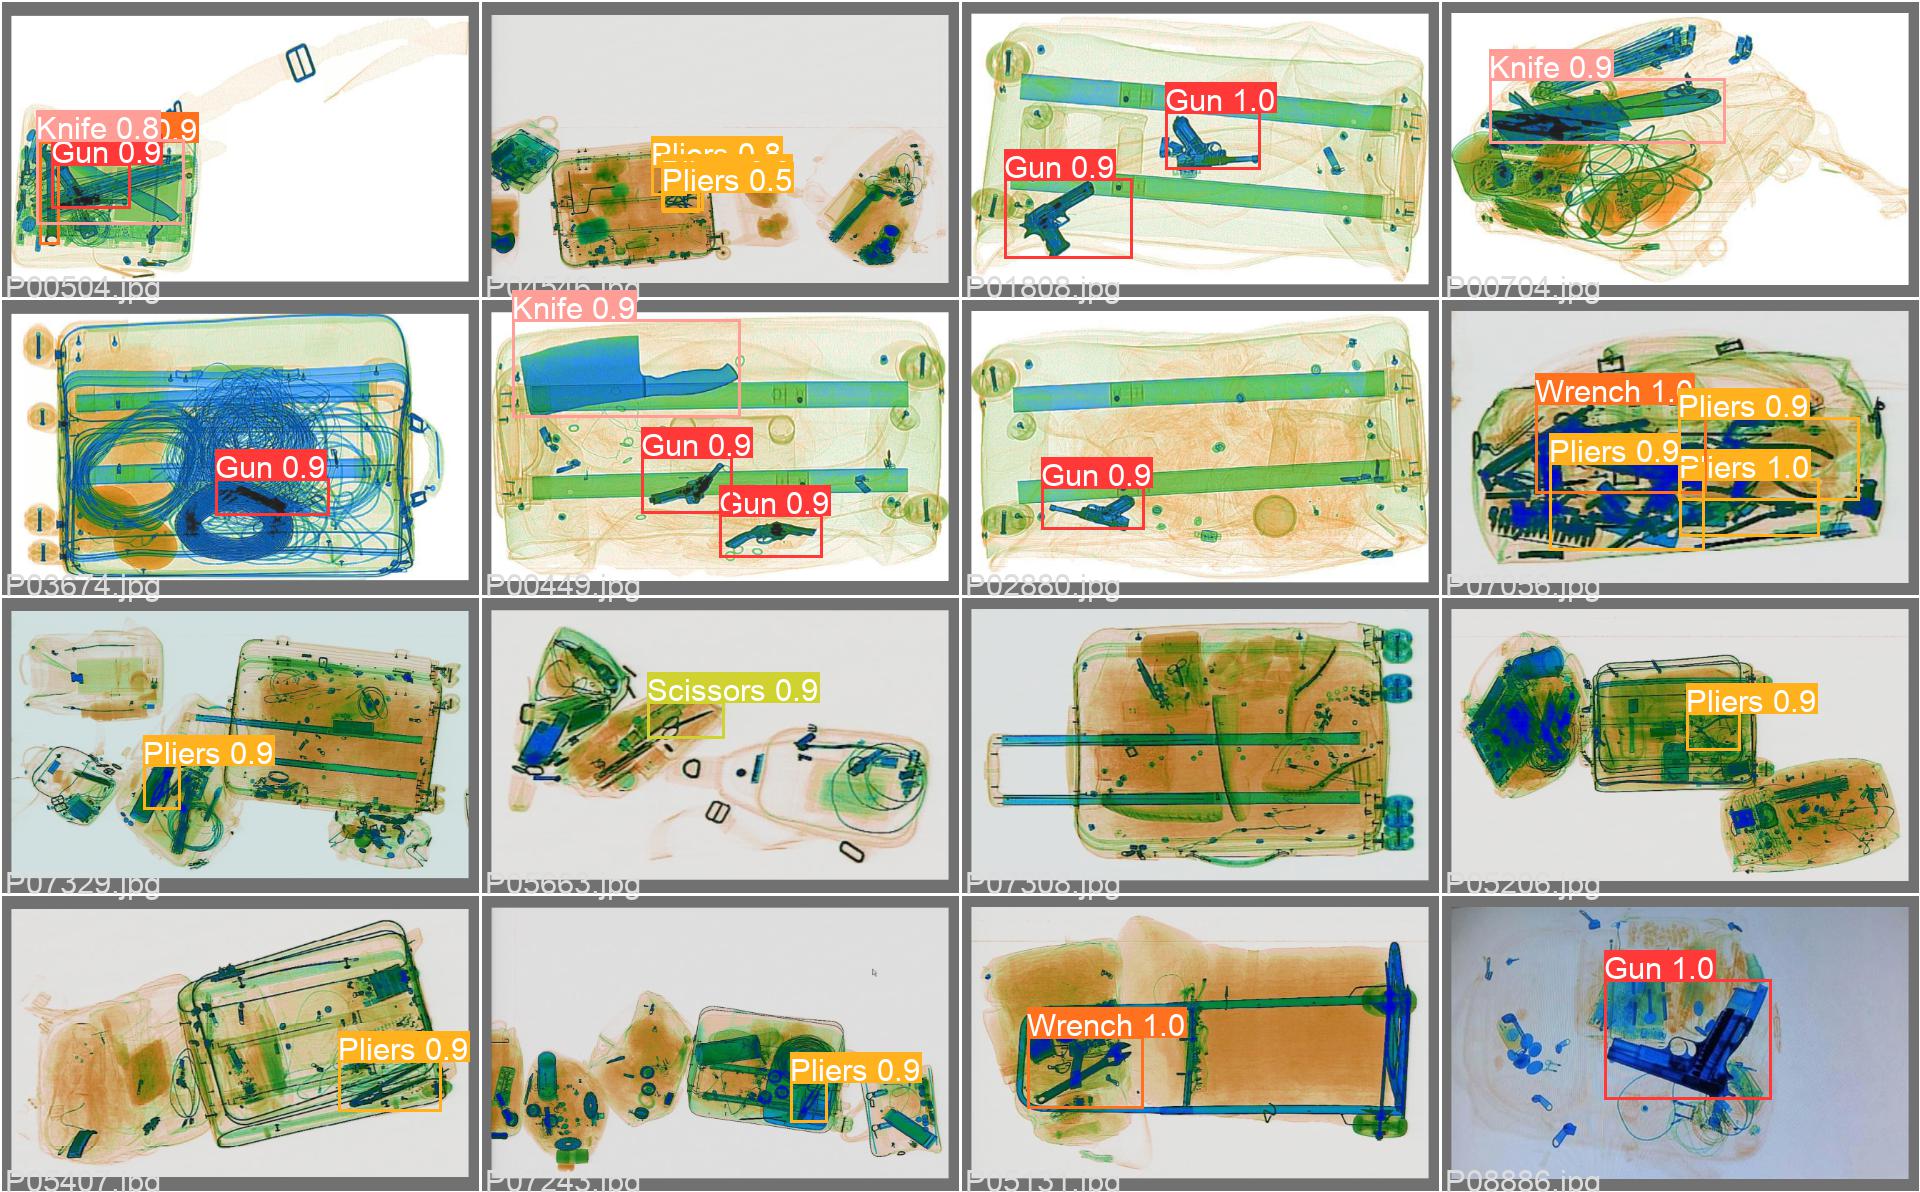 Knife 0.8
0.9
Gun 0.9
P00504.jpg
Pliers 0.8
Pliers 0.5
Gun 1.0
Gun 0.9
P01808.jpg
Knife 0.9
P00704.jpg
Gun 0.9
P03674.jpg
Knife 0.9
Gun 0.9
Gun 0.9
P00449.jpg
Gun 0.9
P02880.jpg
Wrench 1.0
Pliers 0.9
Pliers 0.9
Pliers 1.0
P07056.jpg
Pliers 0.9
P07329.jpg
Scissors 0.9
P05663.jpg
P07308.jpg
Pliers 0.9
P05206.jpg
Pliers 0.9
P05407.jpg
Pliers 0.9
P07243.jpg
Wrench 1.0
P05131.jpg
Gun 1.0
P08886.jpg